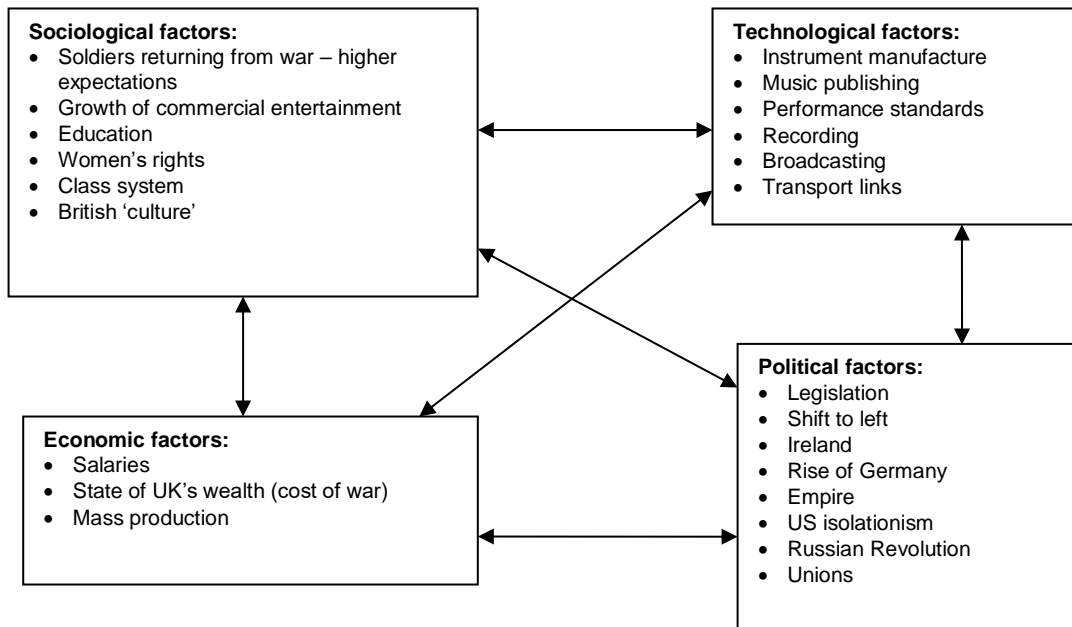 Sociological factors:
• Soldiers returning from war – higher
expectations
• Growth of commercial entertainment
• Education
• Women’s rights
• Class system
• British ‘culture’
Technological factors:
• Instrument manufacture
• Music publishing
• Performance standards
• Recording
• Broadcasting
• Transport links
Economic factors:
• Salaries
• State of UK’s wealth (cost of war)
• Mass production
Political factors:
• Legislation
• Shift to left
• Ireland
• Rise of Germany
• Empire
• US isolationism
• Russian Revolution
• Unions